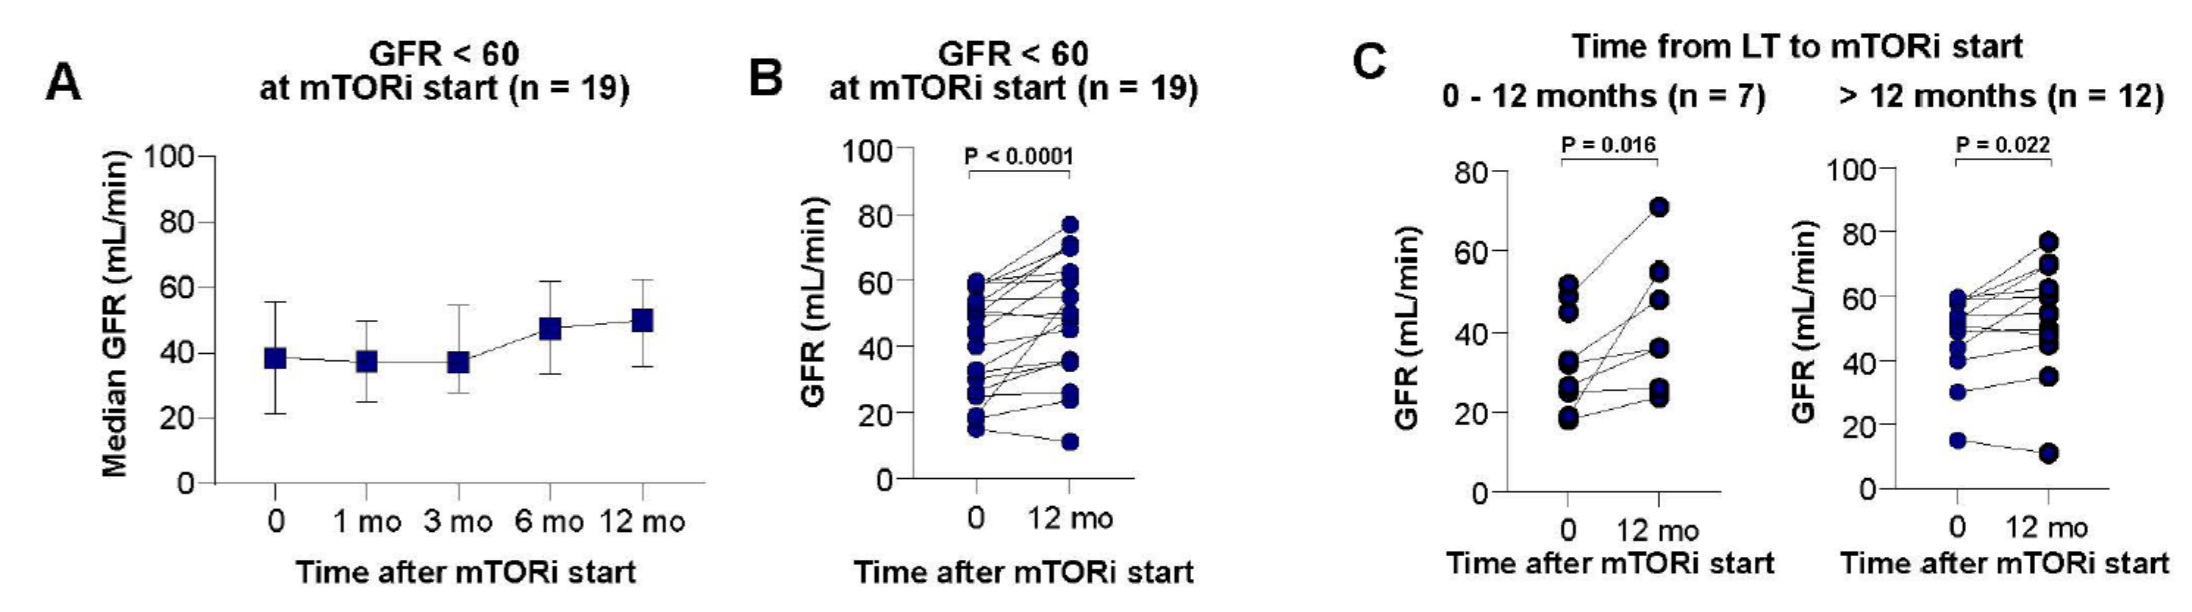 A
GFR < 60
at mTORi start (n = 19)
Median GFR (mL/min)
100
80
60
40
20
0
0 1 mo 3 mo 6 mo 12 mo
Time after mTORi start
B
GFR < 60
at mTORi start (n = 19)
P < 0.0001
GFR (mL/min)
100
80
60
40
20
0
0 12 mo
Time after mTORi start
C
Time from LT to mTORi start
0 - 12 months (n = 7)
P = 0.016
GFR (mL/min)
80
60
40
20
0
0 12 mo
Time after mTORi start
> 12 months (n = 12)
P = 0.022
GFR (mL/min)
100
80
60
40
20
0
0 12 mo
Time after mTORi start